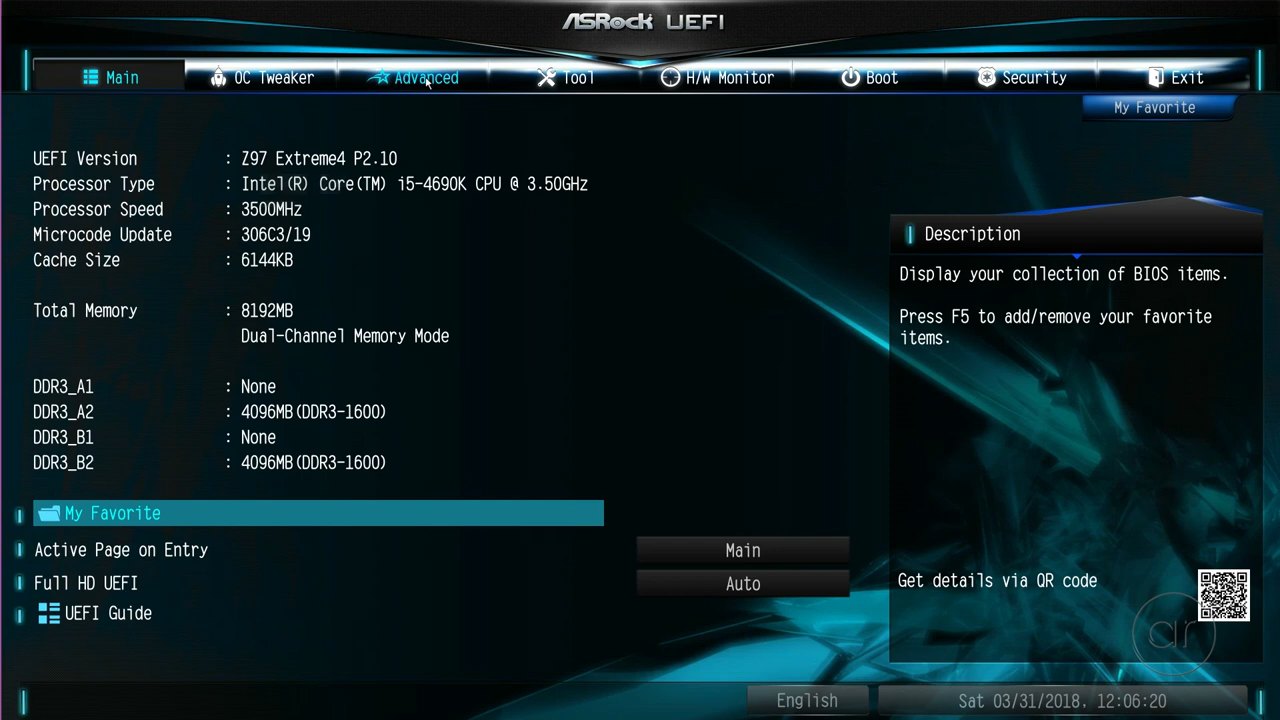 ASRock UEFI
Main OC Tweaker Advanced Tool H/W Monitor Boot Security Exit
My Favorite
UEFI Version : Z97 Extreme4 P2.10
Processor Type : Intel(R) Core(TM) i5-4690K CPU @ 3.50GHz
Processor Speed : 3500MHz
Microcode Update : 306C3/19
Cache Size : 6144KB
Total Memory : 8192MB
Dual-Channel Memory Mode
DDR3_A1 : None
DDR3_A2 : 4096MB(DDR3-1600)
DDR3_B1 : None
DDR3_B2 : 4096MB(DDR3-1600)
My Favorite
Active Page on Entry Main
Full HD UEFI Auto
UEFI Guide
Description
Display your collection of BIOS items.
Press F5 to add/remove your favorite
items.
Get details via QR code
ar
English Sat 03/31/2018, 12:06:20